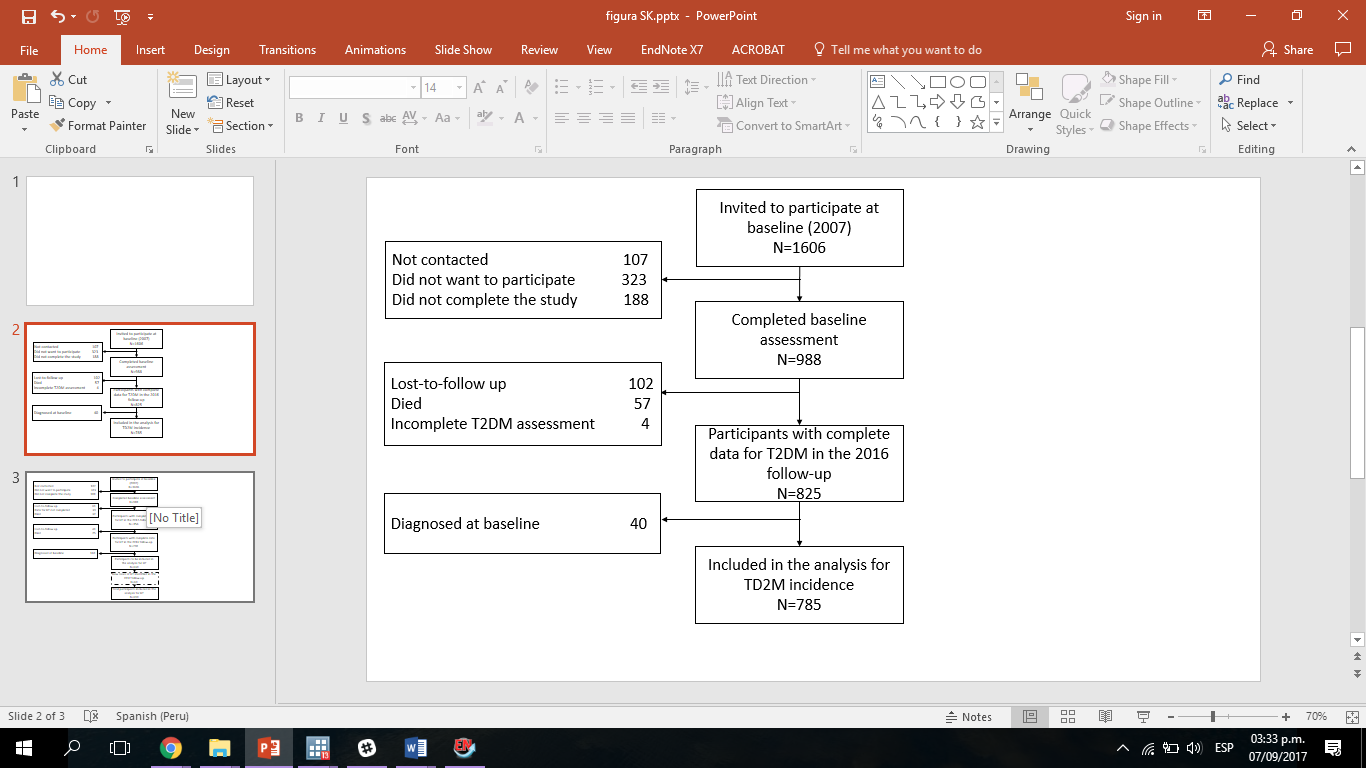 figura SK.pptx - PowerPoint
Sign in
File
Home
Insert
Design
Transitions
Animations
Slide Show
Review
View
EndNote X7
ACROBAT
Tell me what you want to do
Share
Paste
Cut
Copy
Format Painter
Clipboard
New
Slide
Layout
Reset
Section
Slides
14
Font
Text Direction
Align Text
Convert to SmartArt
Paragraph
Arrange
Quick
Styles
Shape Fill
Shape Outline
Shape Effects
Drawing
Find
Replace
Select
Editing
1
2
3
[No Title]
Invited to participate at
baseline (2007)
N=1606
Not contacted 107
Did not want to participate 323
Did not complete the study 188
Completed baseline
assessment
N=988
Lost-to-follow up 102
Died 57
Incomplete T2DM assessment 4
Participants with complete
data for T2DM in the 2016
follow-up
N=825
Diagnosed at baseline 40
Included in the analysis for
TD2M incidence
N=785
Slide 2 of 3
Spanish (Peru)
Notes
70%
ESP
03:33 p.m.
07/09/2017